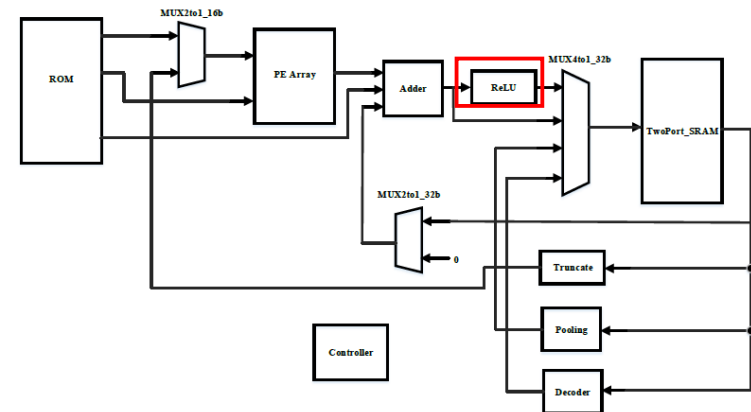 MUX2to1_16b
ROM
PE Array
Adder
ReLU
MUX4to1_32b
TwoPort_SRAM
MUX2to1_32b
0
Truncate
Pooling
Controller
Decoder